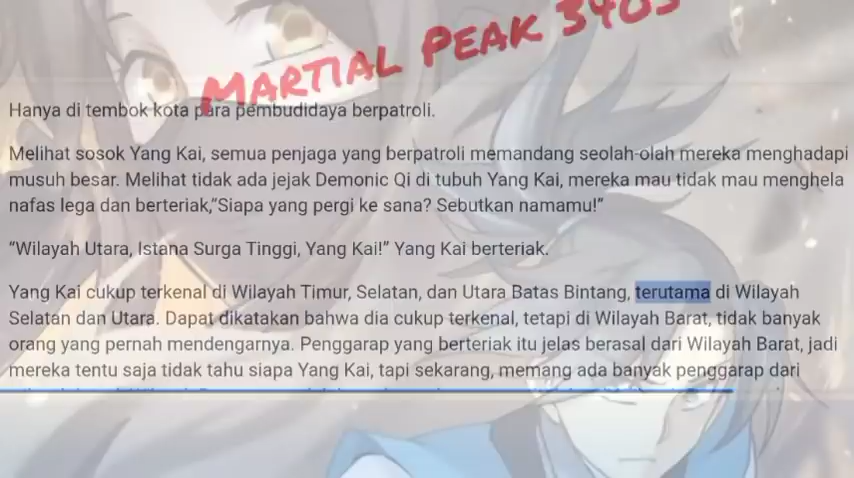 MARTIAL PEAK 3403
Hanya di tembok kota para pembudidaya berpatroli.
Melihat sosok Yang Kai, semua penjaga yang berpatroli memandang seolah-olah mereka menghadapi
musuh besar. Melihat tidak ada jejak Demonic Qi di tubuh Yang Kai, mereka mau tidak mau menghela
nafas lega dan berteriak,“Siapa yang pergi ke sana? Sebutkan namamu!”
“Wilayah Utara, Istana Surga Tinggi, Yang Kai!” Yang Kai berteriak.
Yang Kai cukup terkenal di Wilayah Timur, Selatan, dan Utara Batas Bintang, terutama di Wilayah
Selatan dan Utara. Dapat dikatakan bahwa dia cukup terkenal, tetapi di Wilayah Barat, tidak banyak
orang yang pernah mendengarnya. Penggarap yang berteriak itu jelas berasal dari Wilayah Barat, jadi
mereka tentu saja tidak tahu siapa Yang Kai, tapi sekarang, memang ada banyak penggarap dari